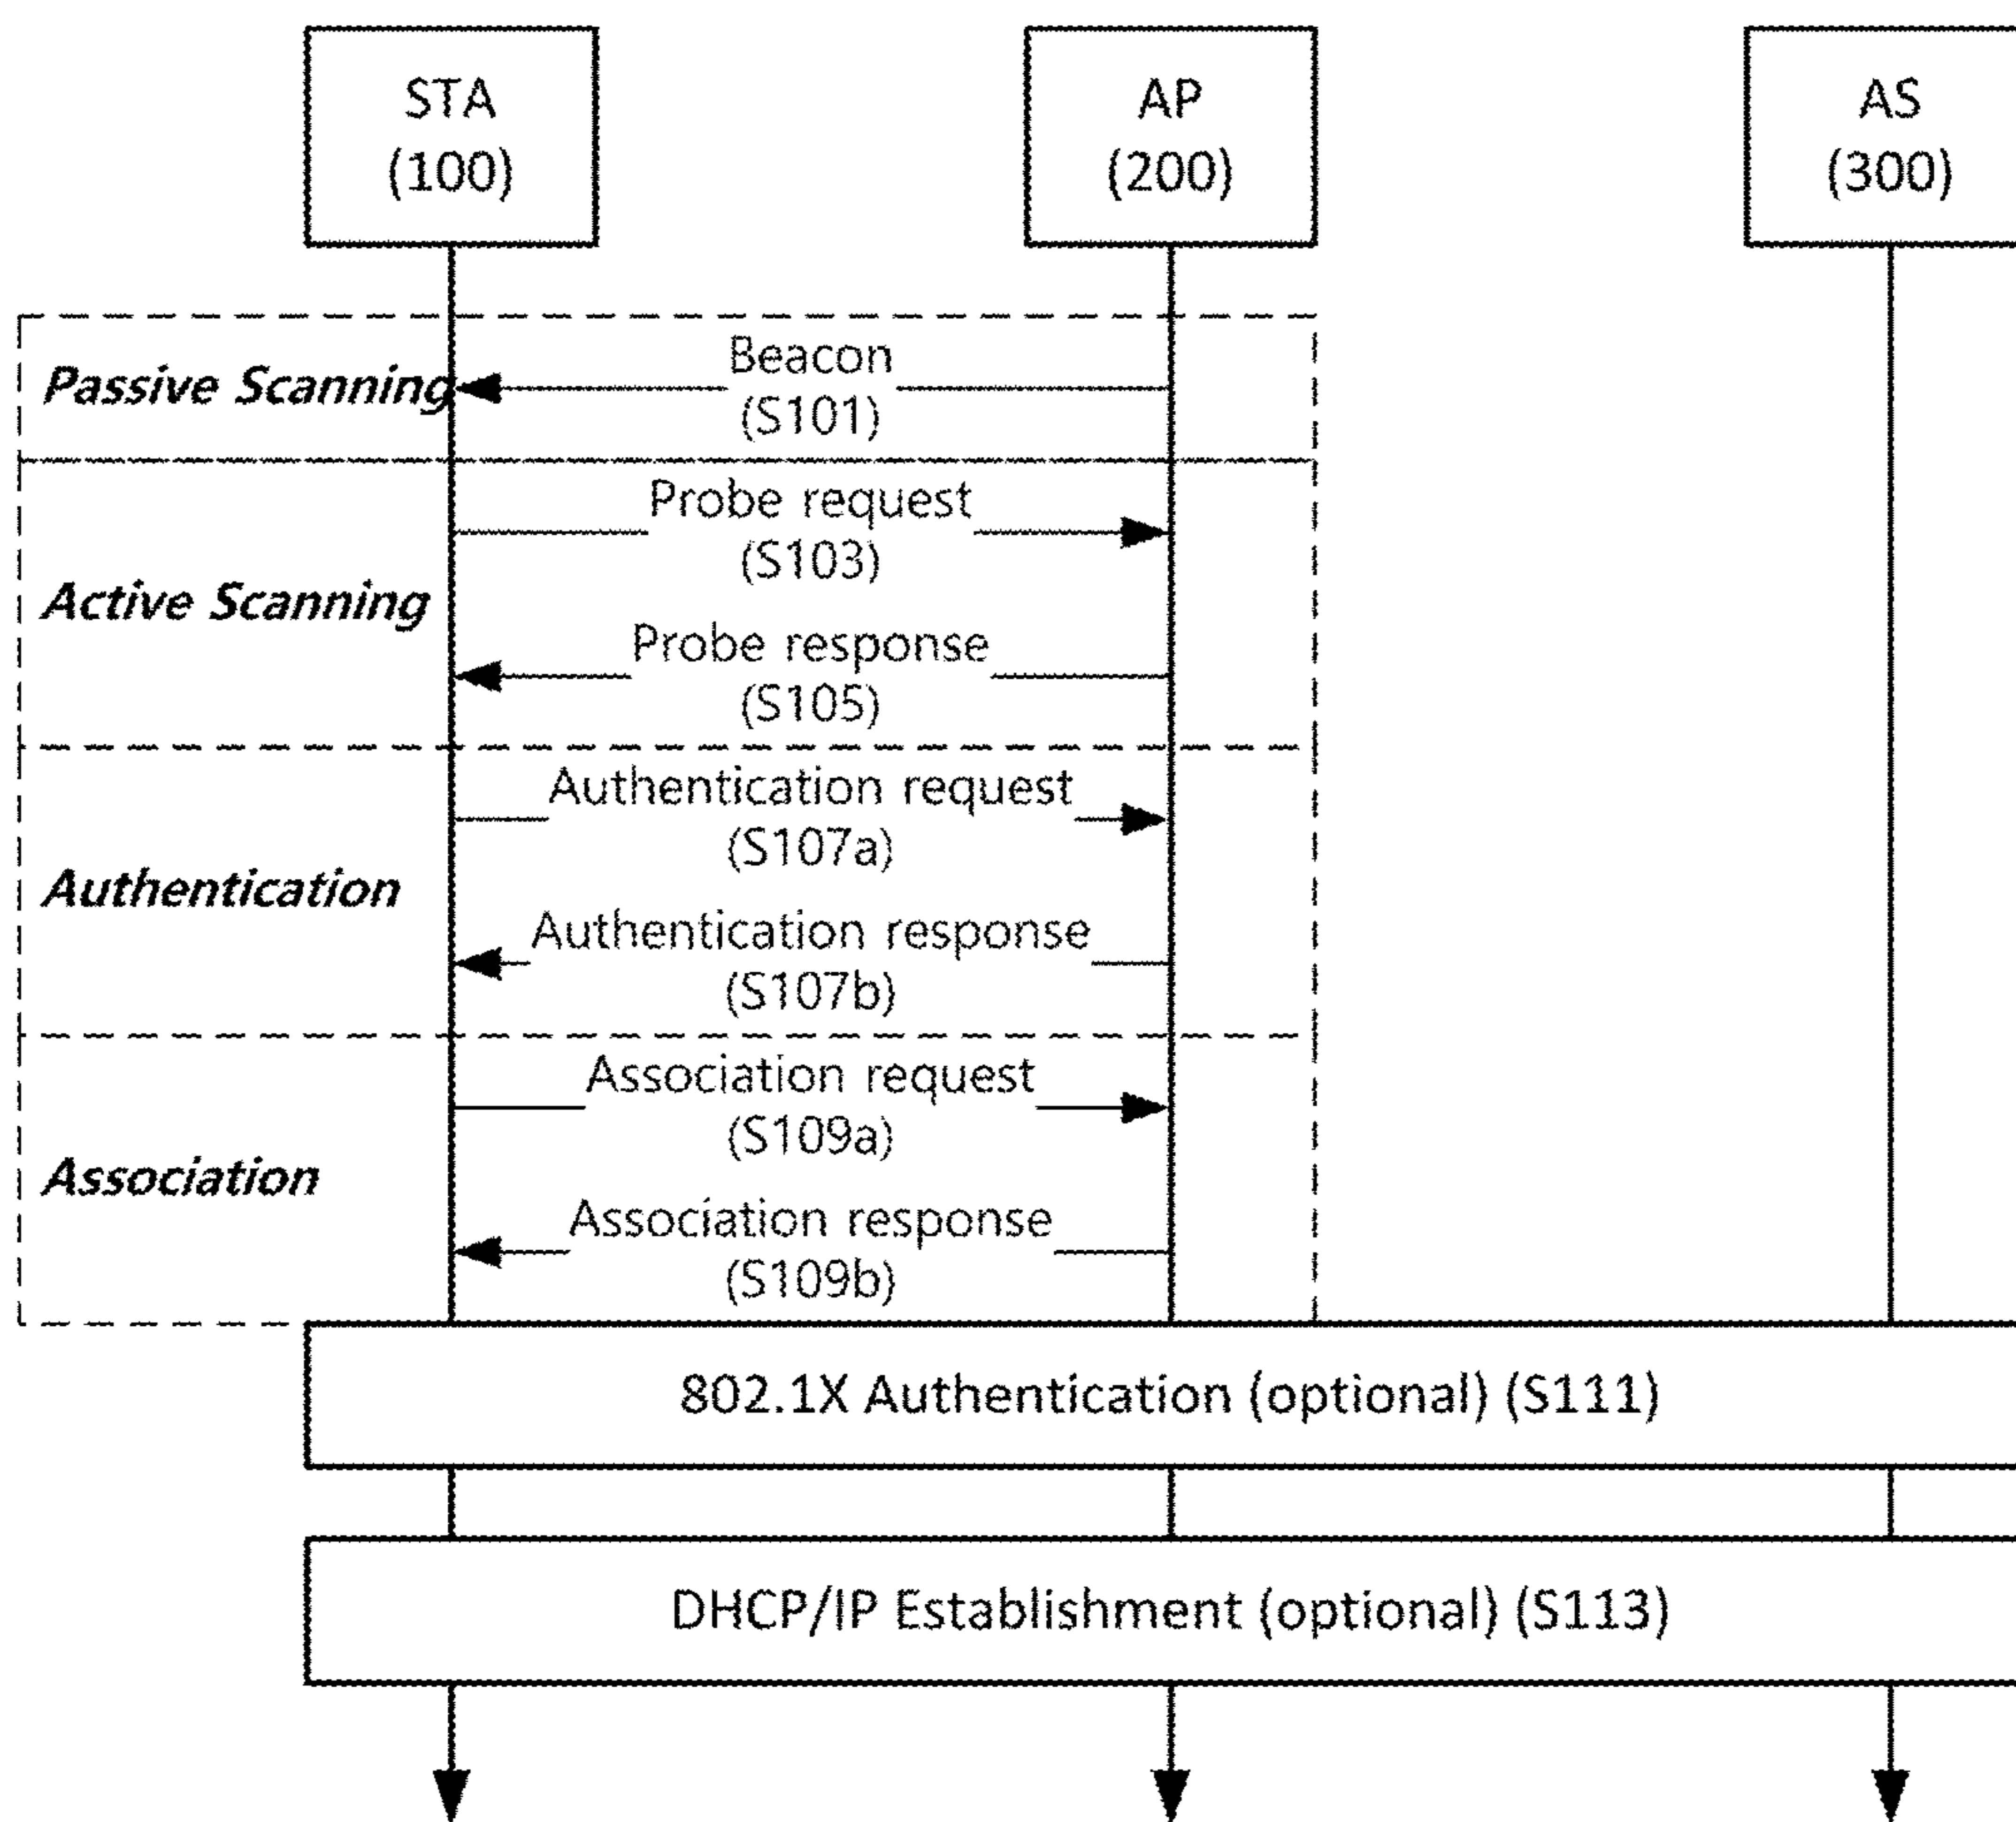 STA
(100)
AP
(200)
AS
(300)
Passive Scanning
Beacon
(S101)
Active Scanning
Probe request
(S103)
Probe response
(S105)
Authentication
Authentication request
(S107a)
Authentication response
(S107b)
Association
Association request
(S109a)
Association response
(S109b)
802.1X Authentication (optional) (S111)
DHCP/IP Establishment (optional) (S113)